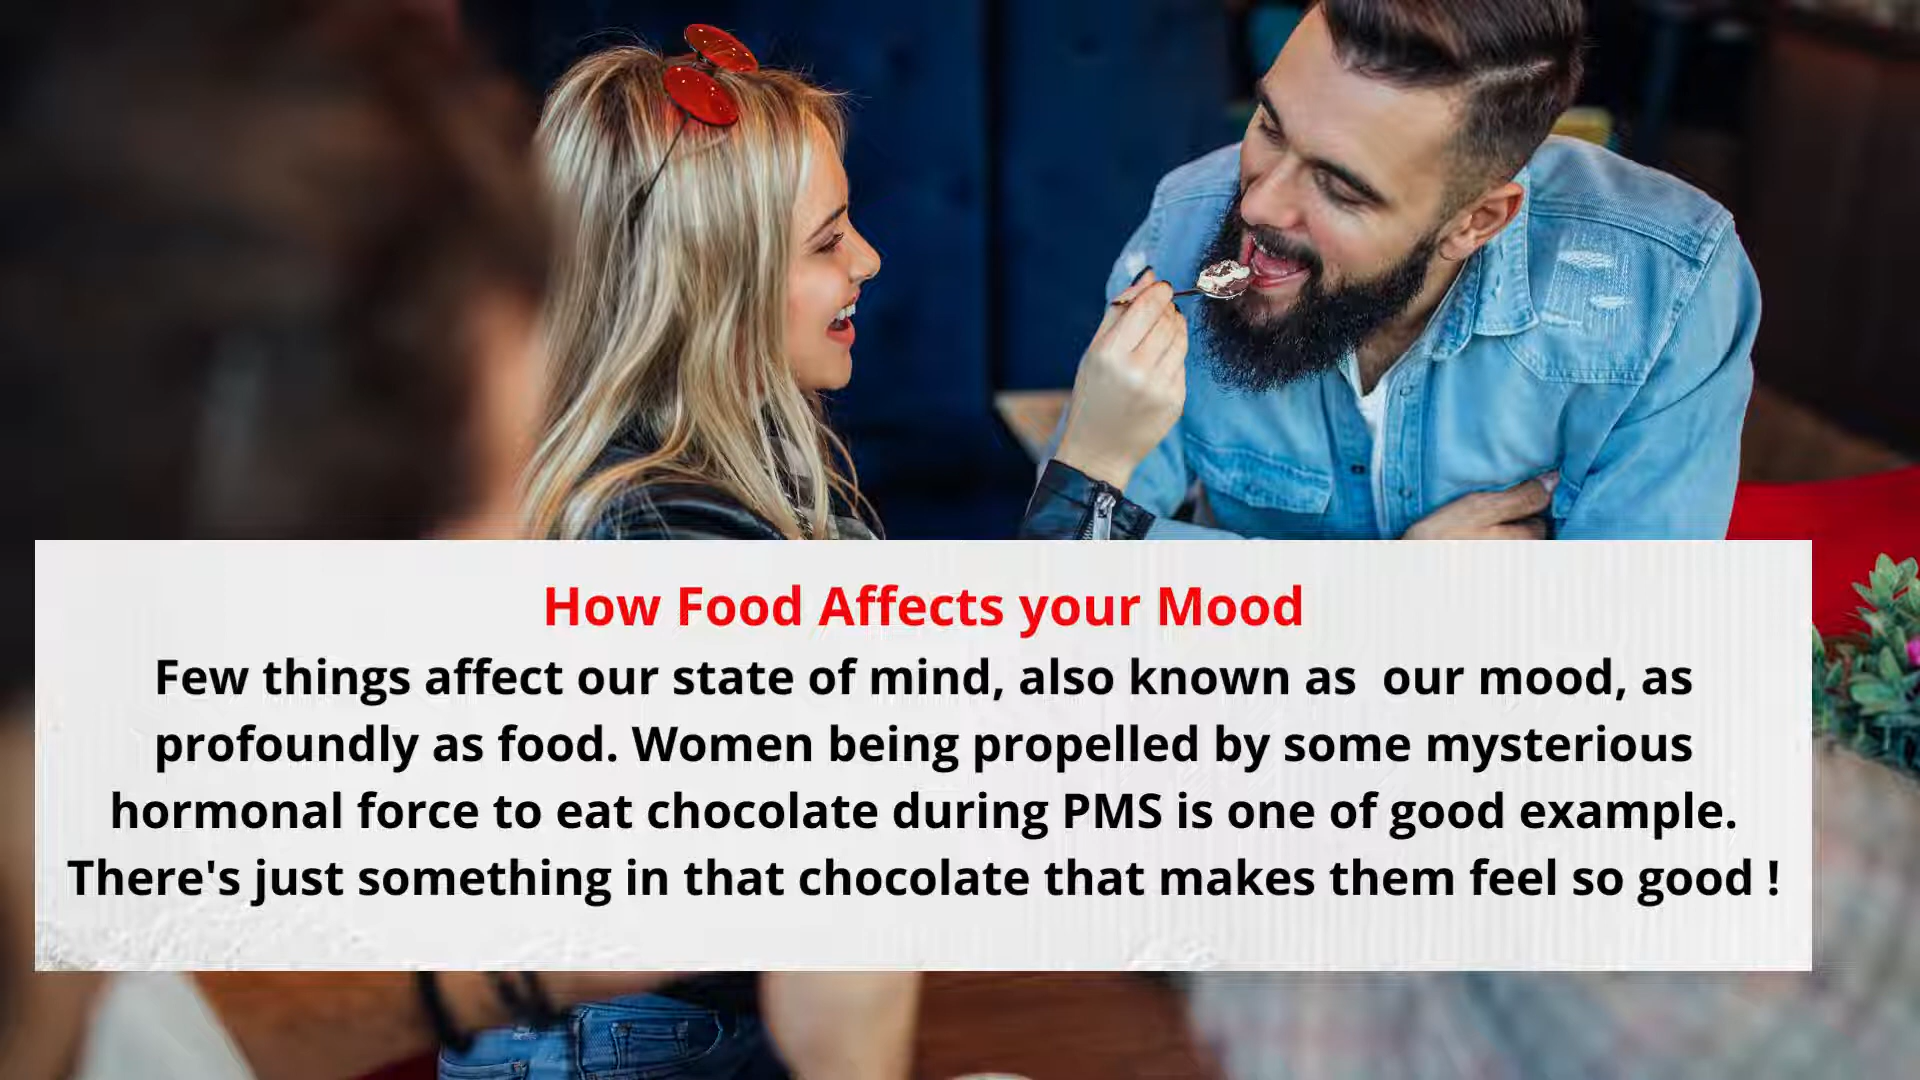 How Food Affects your Mood
Few things affect our state of mind, also known as  our mood, as
profoundly as food. Women being propelled by some mysterious
hormonal force to eat chocolate during PMS is one of good example.
There's just something in that chocolate that makes them feel so good !